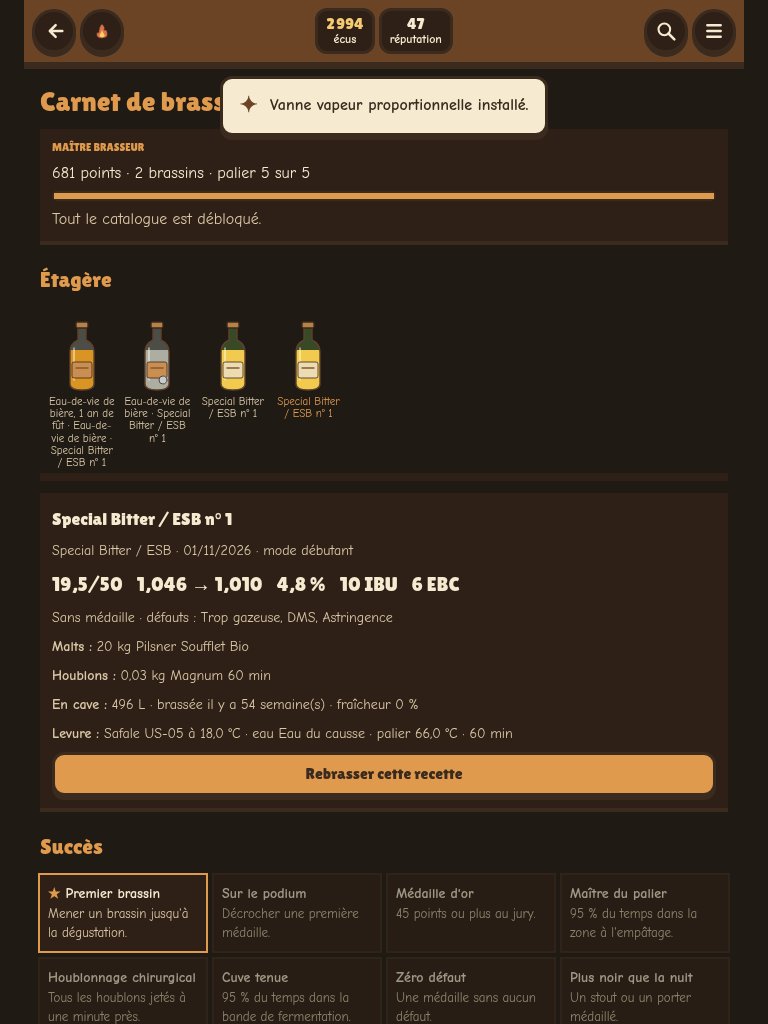 2 994
écus
47
réputation
Carnet de brass
✦ Vanne vapeur proportionnelle installé.
MAÎTRE BRASSEUR
681 points · 2 brassins · palier 5 sur 5
Tout le catalogue est débloqué.
Étagère
Eau-de-vie de
bière, 1 an de
fût · Eau-de-
vie de bière ·
Special Bitter
/ ESB n° 1
Eau-de-vie de
bière · Special
Bitter / ESB
n° 1
Special Bitter
/ ESB n° 1
Special Bitter
/ ESB n° 1
Special Bitter / ESB n° 1
Special Bitter / ESB · 01/11/2026 · mode débutant
19,5/50 1,046 → 1,010 4,8 % 10 IBU 6 EBC
Sans médaille · défauts : Trop gazeuse, DMS, Astringence
Malts : 20 kg Pilsner Soufflet Bio
Houblons : 0,03 kg Magnum 60 min
En cave : 496 L · brassée il y a 54 semaine(s) · fraîcheur 0 %
Levure : Safale US-05 à 18,0 °C · eau Eau du causse · palier 66,0 °C · 60 min
Rebrasser cette recette
Succès
★ Premier brassin
Mener un brassin jusqu'à
la dégustation.
Sur le podium
Décrocher une première
médaille.
Médaille d'or
45 points ou plus au jury.
Maître du palier
95 % du temps dans la
zone à l'empâtage.
Houblonnage chirurgical
Tous les houblons jetés à
une minute près.
Cuve tenue
95 % du temps dans la
bande de fermentation.
Zéro défaut
Une médaille sans aucun
défaut.
Plus noir que la nuit
Un stout ou un porter
médaillé.